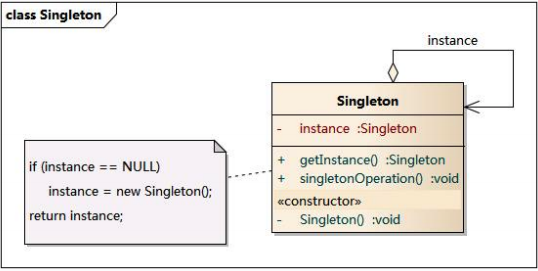 class Singleton
instance
Singleton
- instance :Singleton
+ getInstance() :Singleton
+ singletonOperation() :void
«constructor»
- Singleton() :void
if (instance == NULL)
instance = new Singleton();
return instance;